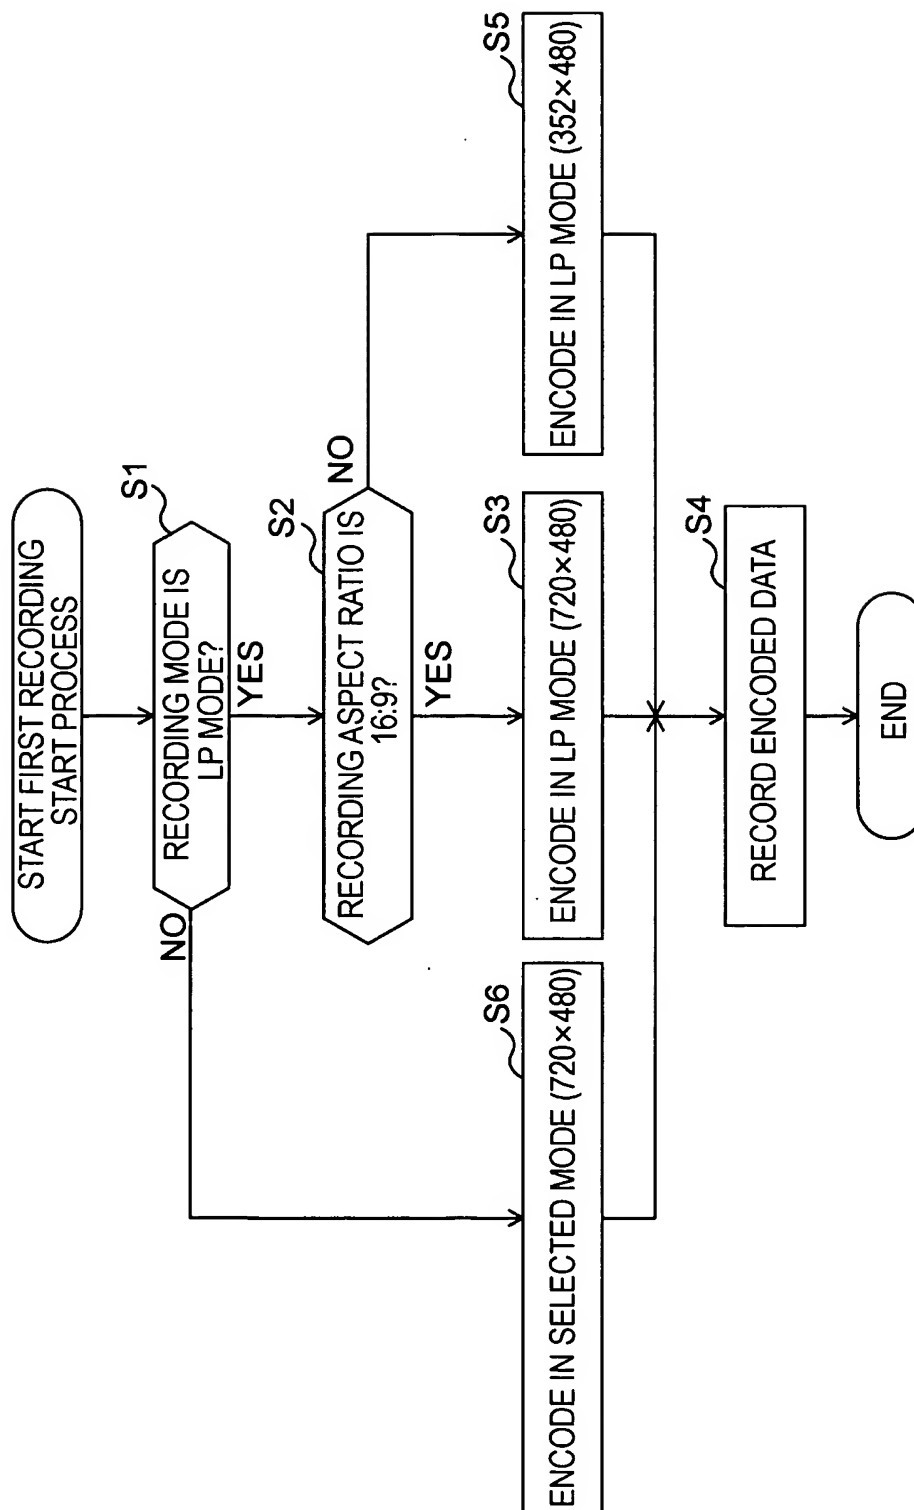 START FIRST RECORDING
START PROCESS
S1
RECORDING MODE IS
LP MODE?
NO
YES
S2
RECORDING ASPECT RATIO IS
16:9?
NO
YES
S6
ENCODE IN SELECTED MODE (720×480)
S3
ENCODE IN LP MODE (720×480)
S5
ENCODE IN LP MODE (352×480)
S4
RECORD ENCODED DATA
END